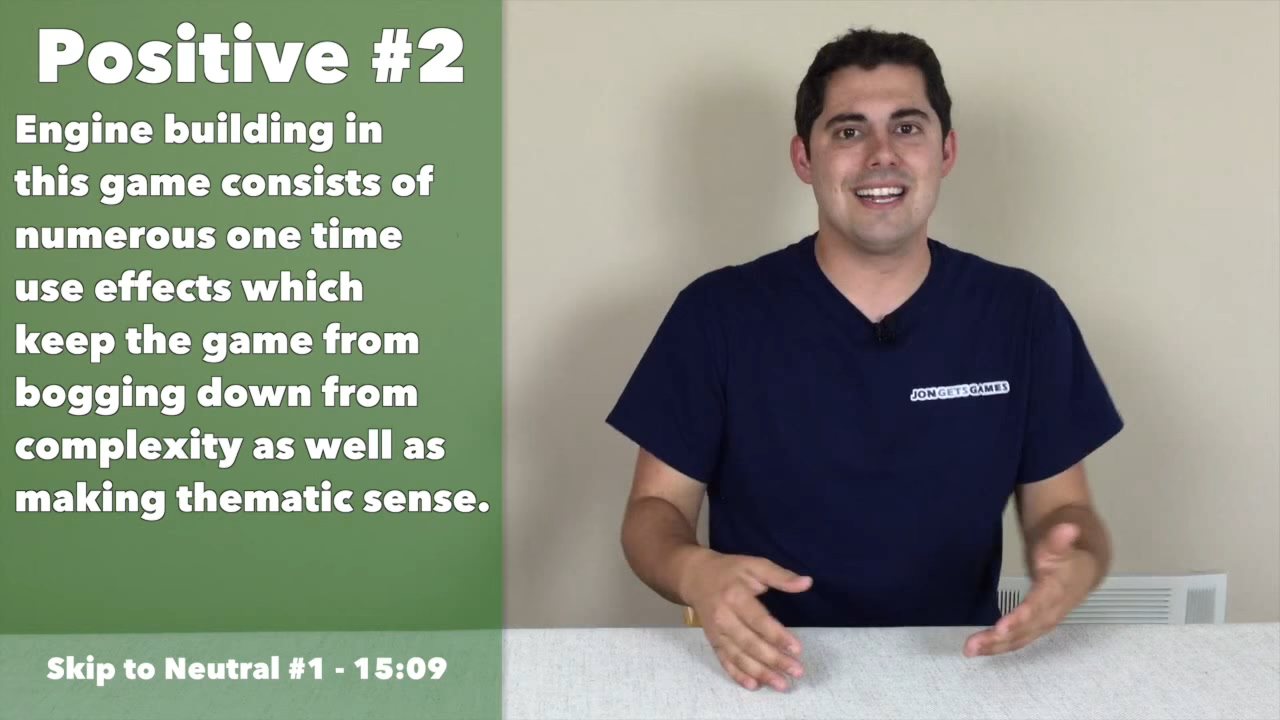 Positive #2
Engine building in
this game consists of
numerous one time
use effects which
keep the game from
bogging down from
complexity as well as
making thematic sense.
Skip to Neutral #1 - 15:09
JONGETSGAMES